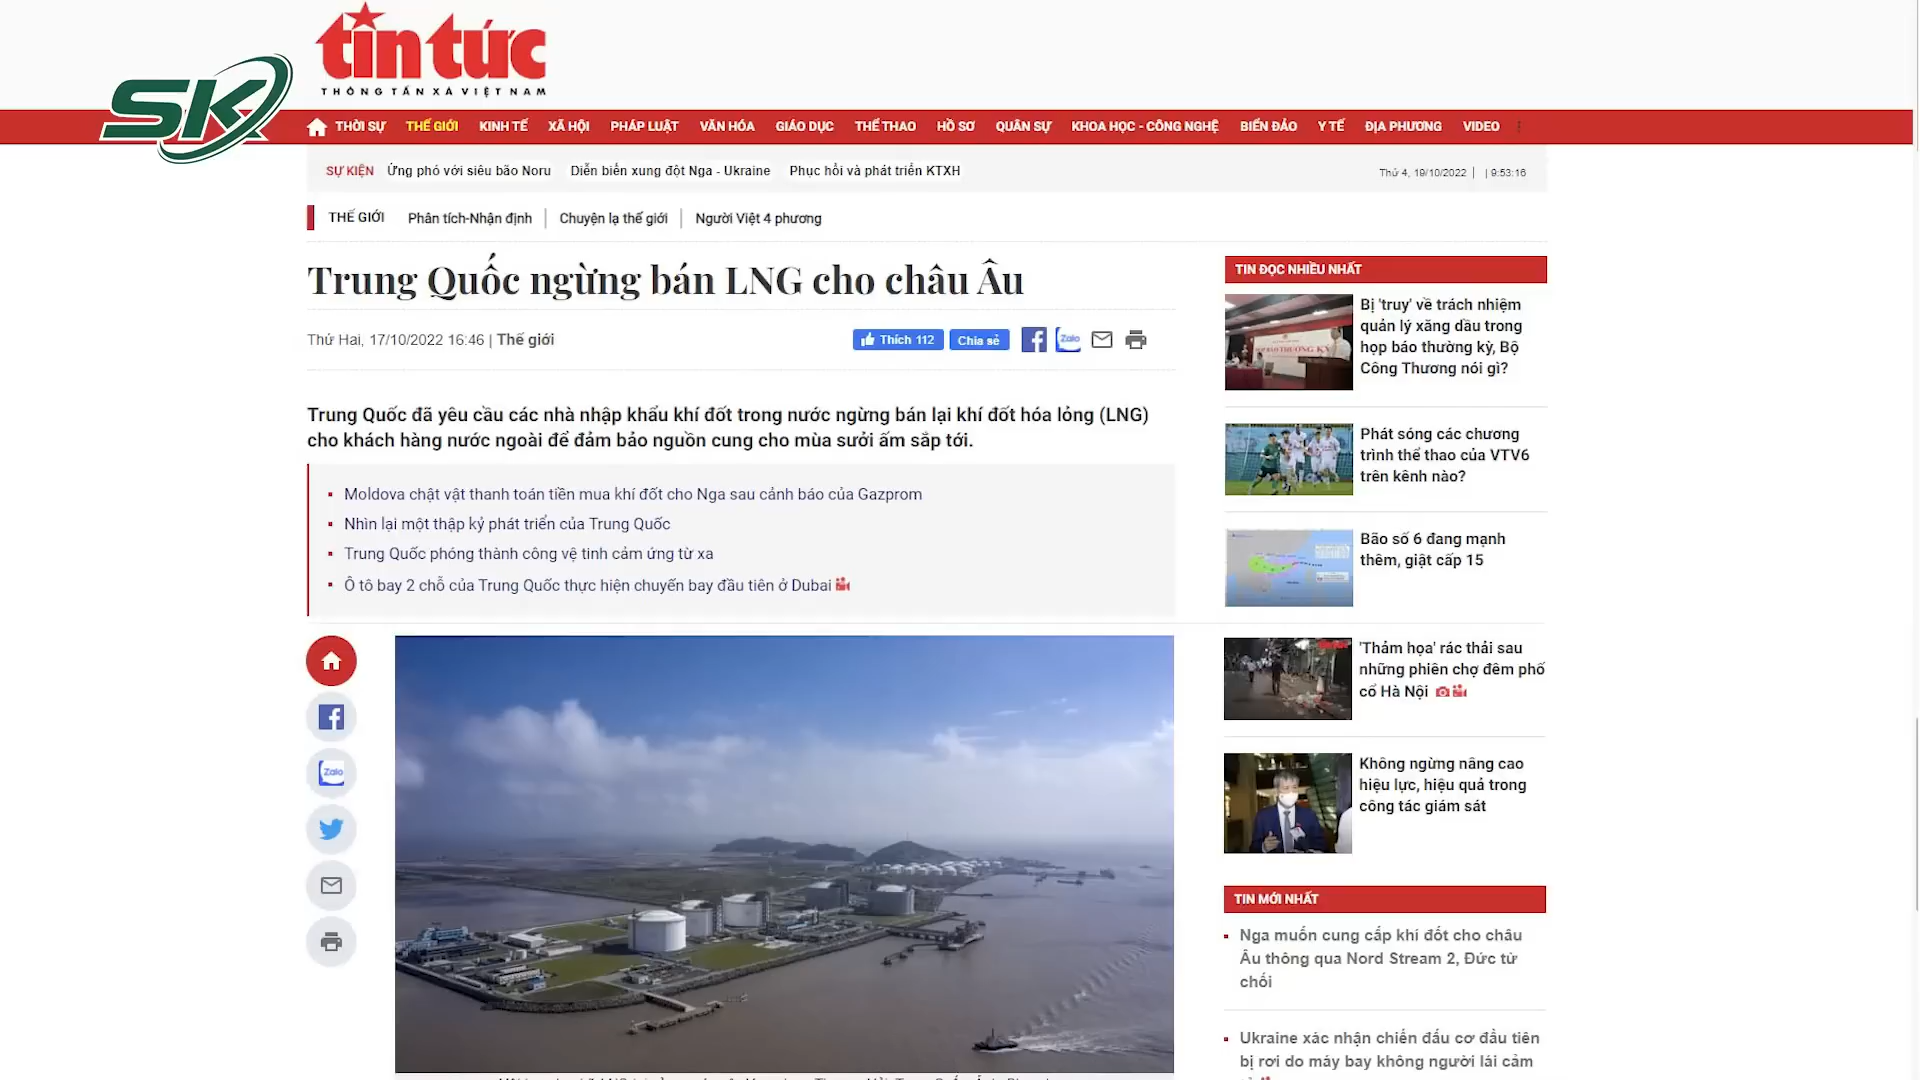 tin tức
THÔNG TẤN XÃ VIỆT NAM
SK
THỜI SỰ THẾ GIỚI KINH TẾ XÃ HỘI PHÁP LUẬT VĂN HÓA GIÁO DỤC THỂ THAO HỒ SƠ QUÂN SỰ KHOA HỌC - CÔNG NGHỆ BIỂN ĐẢO Y TẾ ĐỊA PHƯƠNG VIDEO
SỰ KIỆN Ứng phó với siêu bão Noru Diễn biến xung đột Nga - Ukraine Phục hồi và phát triển KTXH
Thứ 4, 19/10/2022 | | 9:53:16
THẾ GIỚI Phân tích-Nhận định | Chuyện lạ thế giới | Người Việt 4 phương
Trung Quốc ngừng bán LNG cho châu Âu
Thứ Hai, 17/10/2022 16:46 | Thế giới
Thích 112 Chia sẻ
Zalo
Trung Quốc đã yêu cầu các nhà nhập khẩu khí đốt trong nước ngừng bán lại khí đốt hóa lỏng (LNG)
cho khách hàng nước ngoài để đảm bảo nguồn cung cho mùa sưởi ấm sắp tới.
Moldova chật vật thanh toán tiền mua khí đốt cho Nga sau cảnh báo của Gazprom
Nhìn lại một thập kỷ phát triển của Trung Quốc
Trung Quốc phóng thành công vệ tinh cảm ứng từ xa
Ô tô bay 2 chỗ của Trung Quốc thực hiện chuyến bay đầu tiên ở Dubai
Zalo
TIN ĐỌC NHIỀU NHẤT
Bị 'truy' về trách nhiệm
quản lý xăng dầu trong
họp báo thường kỳ, Bộ
Công Thương nói gì?
Phát sóng các chương
trình thể thao của VTV6
trên kênh nào?
Bão số 6 đang mạnh
thêm, giật cấp 15
'Thảm họa' rác thải sau
những phiên chợ đêm phố
cổ Hà Nội
Không ngừng nâng cao
hiệu lực, hiệu quả trong
công tác giám sát
TIN MỚI NHẤT
Nga muốn cung cấp khí đốt cho châu
Âu thông qua Nord Stream 2, Đức từ
chối
Ukraine xác nhận chiến đấu cơ đầu tiên
bị rơi do máy bay không người lái cảm